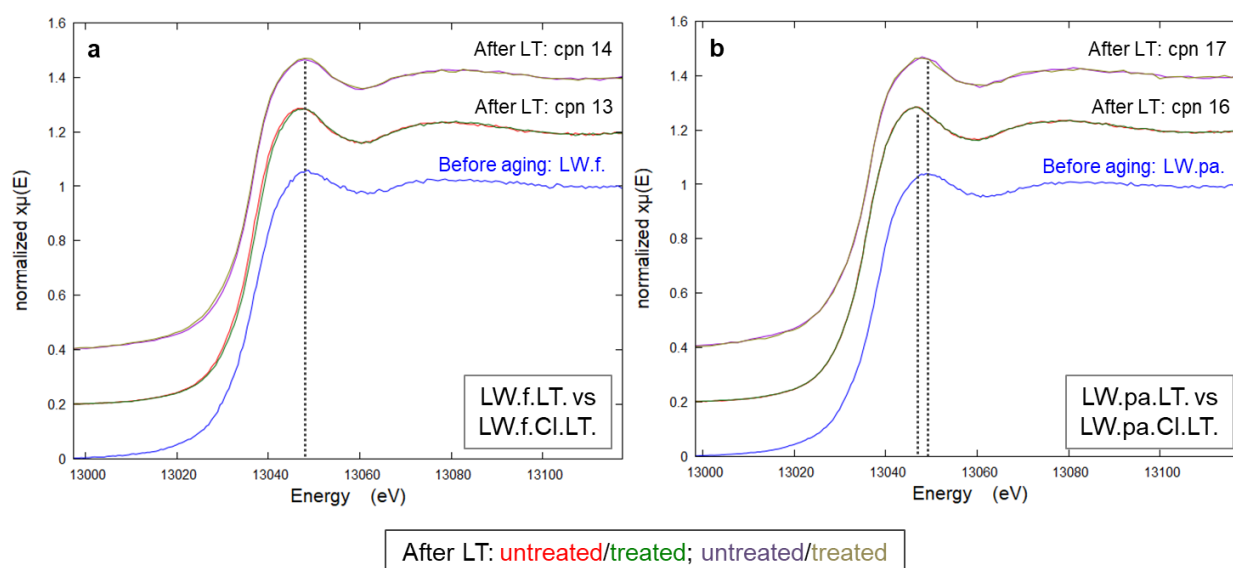 a
After LT: cpn 14
After LT: cpn 13
Before aging: LW.f.
LW.f.LT. vs
LW.f.Cl.LT.
normalized xμ(E)
1.6
1.4
1.2
1
0.8
0.6
0.4
0.2
0
13000
13020
13040
13060
13080
13100
Energy (eV)
b
After LT: cpn 17
After LT: cpn 16
Before aging: LW.pa.
LW.pa.LT. vs
LW.pa.Cl.LT.
normalized xμ(E)
1.6
1.4
1.2
1
0.8
0.6
0.4
0.2
0
13000
13020
13040
13060
13080
13100
Energy (eV)
After LT: untreated/treated; untreated/treated